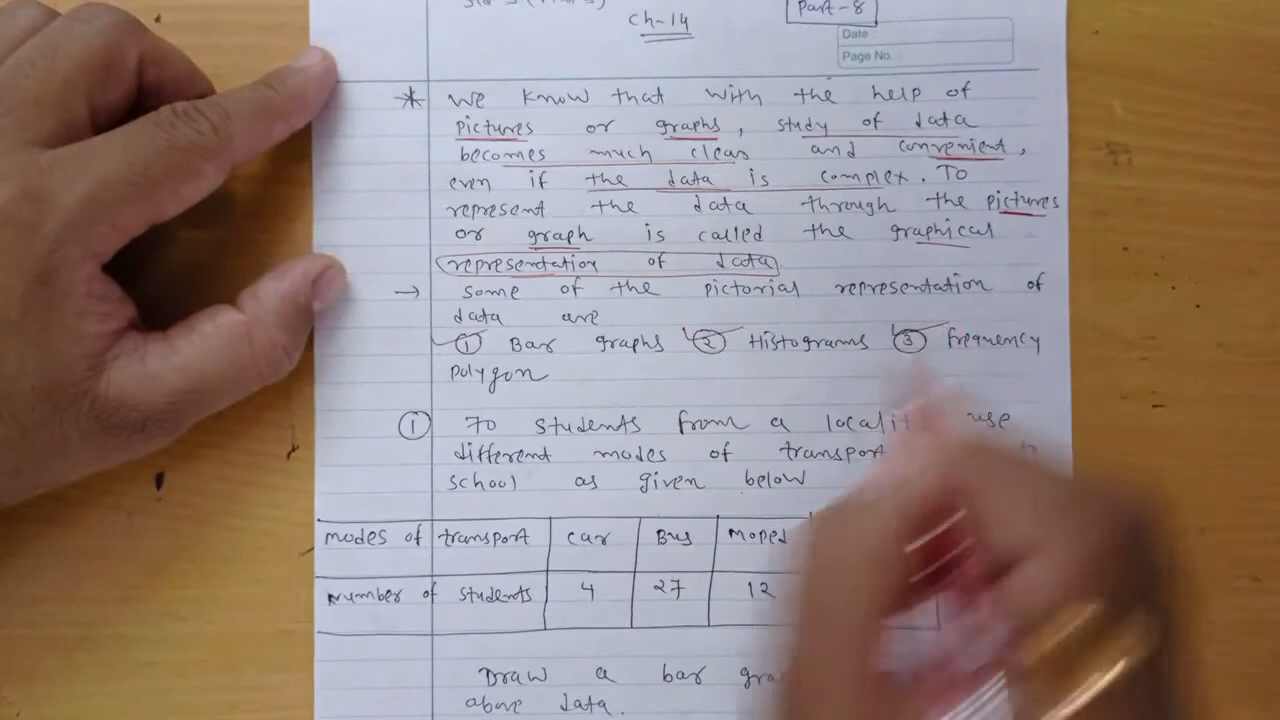 Ch-14
Part-8
Date:
Page No
* We know that with the help of
pictures or graphs, study of data
becomes much clear and convenient,
even if the data is complex. To
represent the data through the pictures
or graph is called the graphical
representation of data
→ some of the pictorial representation of
data are
① Bar graphs ② Histograms ③ frequency
polygon
① 70 students from a localit use
different modes of transport
school as given below
modes of transport Car Bus Moped
Number of students 4 27 12
Draw a bar gra
above data.